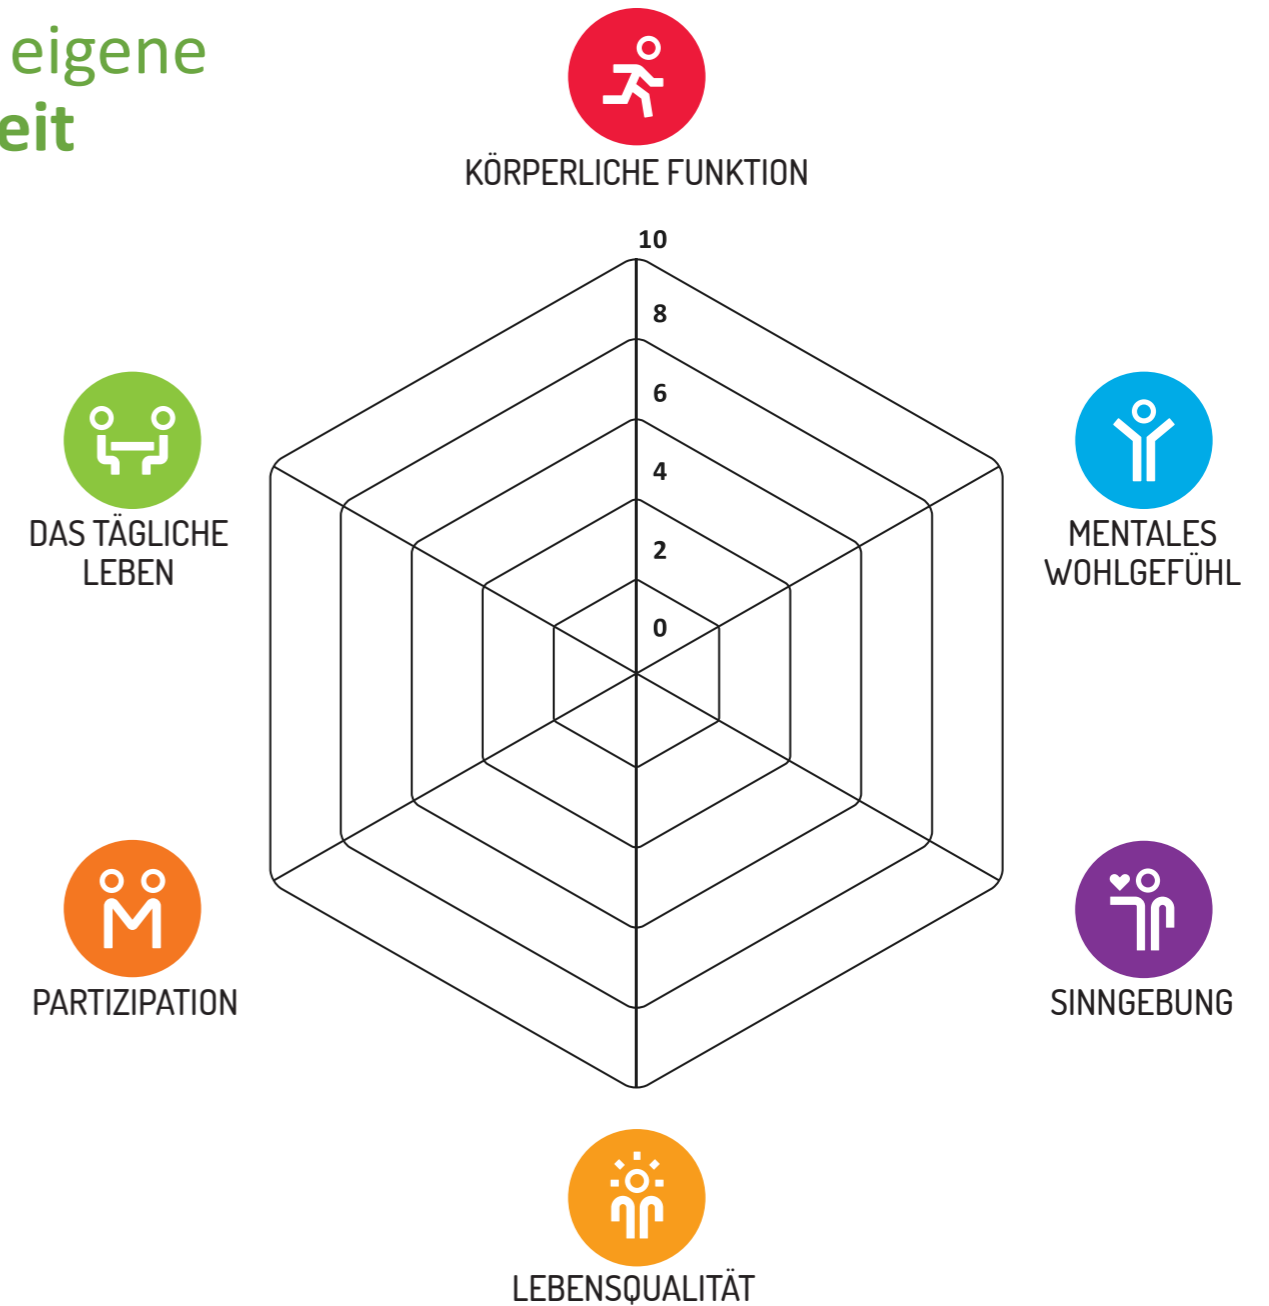 eigene
eit
KÖRPERLICHE FUNKTION
10
8
6
4
2
0
DAS TÄGLICHE
LEBEN
MENTALES
WOHLGEFÜHL
PARTIZIPATION
SINNGEBUNG
LEBENSQUALITÄT